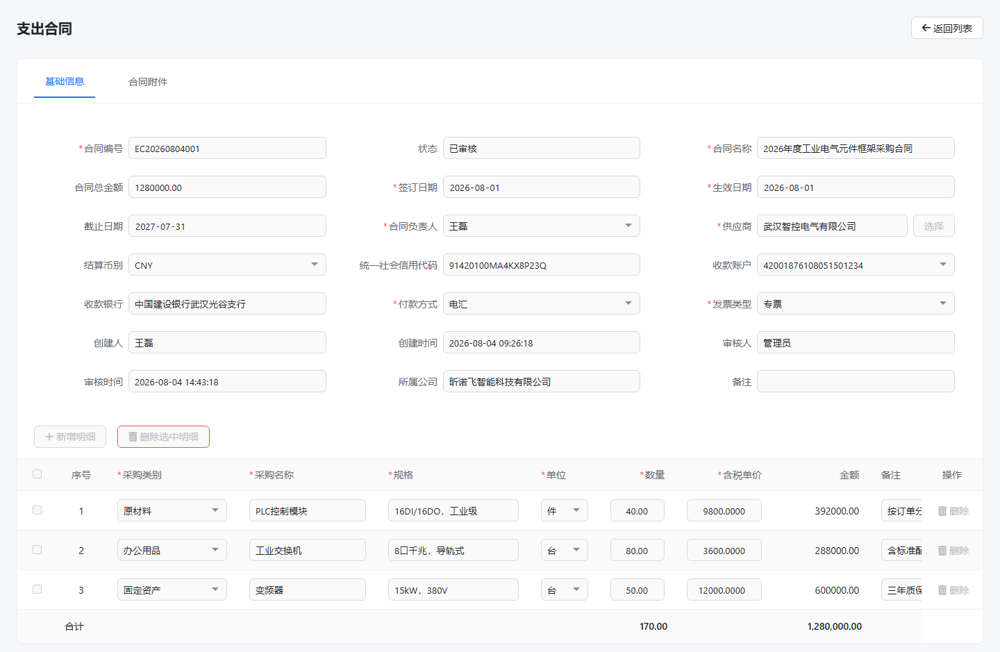 支出合同
返回列表
基础信息 合同附件
*合同编号 EC20260804001 状态 已审核 *合同名称 2026年度工业电气元件框架采购合同
合同总金额 1280000.00 *签订日期 2026-08-01 *生效日期 2026-08-01
截止日期 2027-07-31 *合同负责人 王磊 *供应商 武汉智控电气有限公司 选择
结算币别 CNY 统一社会信用代码 91420100MA4KX8P23Q 收款账户 42001876108051501234
收款银行 中国建设银行武汉光谷支行 *付款方式 电汇 *发票类型 专票
创建人 王磊 创建时间 2026-08-04 09:26:18 审核人 管理员
审核时间 2026-08-04 14:43:18 所属公司 昕诺飞智能科技有限公司 备注
新增明细 删除选中明细
序号 *采购类别 *采购名称 *规格 *单位 *数量 *含税单价 金额 备注 操作
1 原材料 PLC控制模块 16DI/16DO，工业级 件 40.00 9800.0000 392000.00 按订单分 删除
2 办公用品 工业交换机 8口千兆，导轨式 台 80.00 3600.0000 288000.00 含标准配 删除
3 固定资产 变频器 15kW，380V 台 50.00 12000.0000 600000.00 三年质保 删除
合计 170.00 1,280,000.00